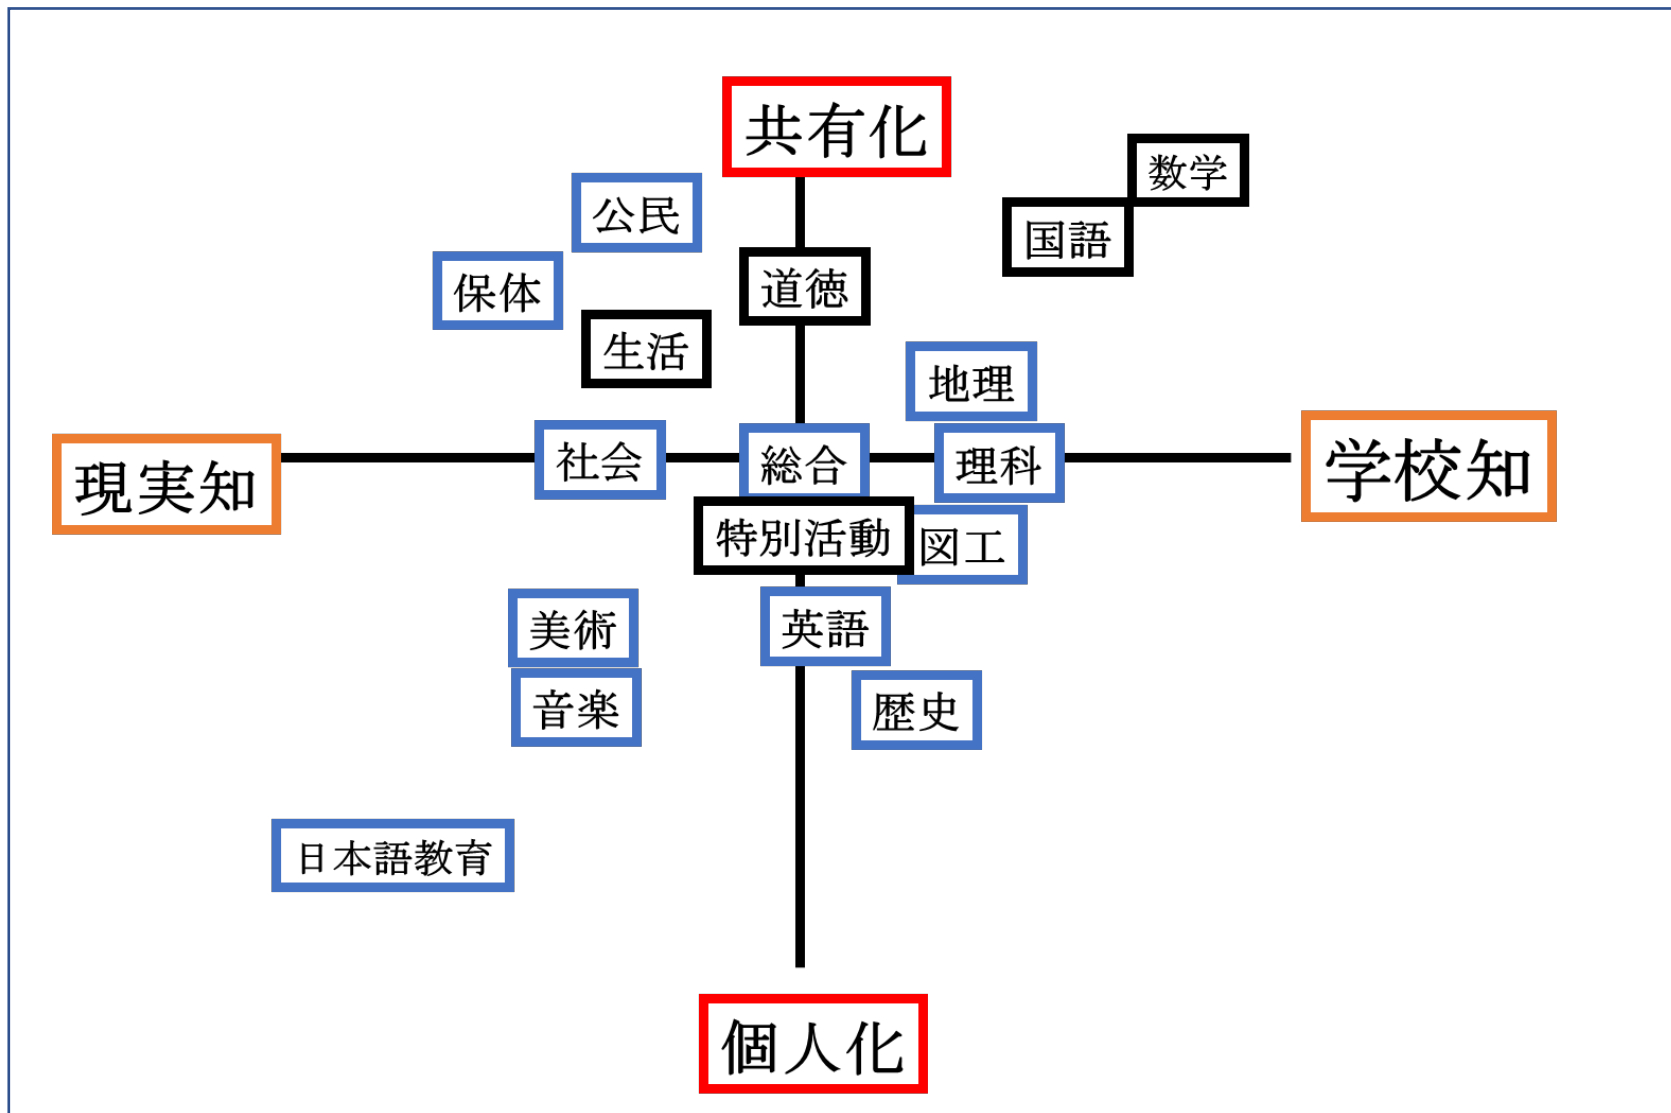 共有化
数学
公民
国語
保体
道徳
生活
地理
現実知
社会
総合
理科
学校知
特別活動
図工
美術
英語
音楽
歴史
日本語教育
個人化